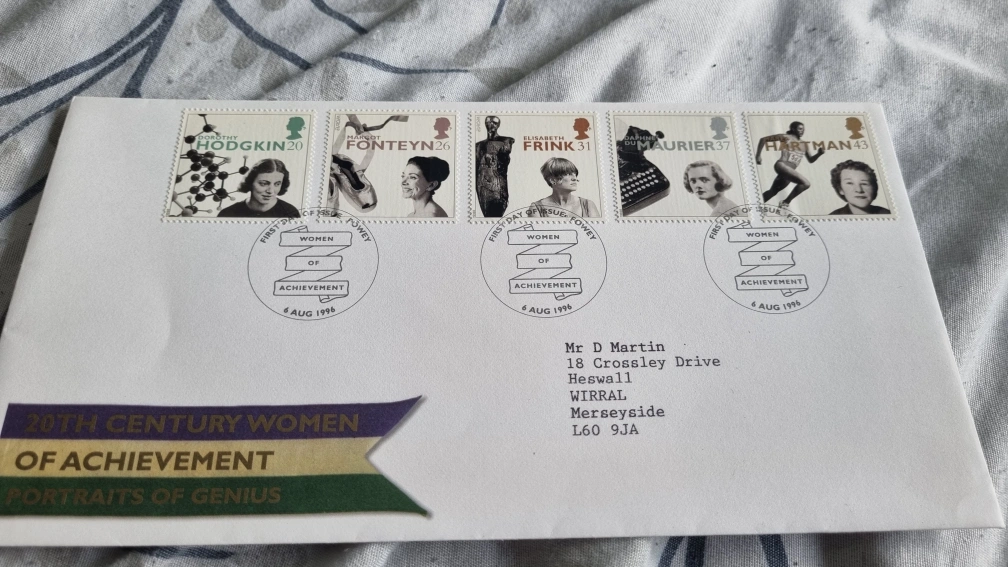 DOROTHY
HODGKIN 20
MARGOT
FONTEYN 26
ELISABETH
FRINK 31
DAPHNE
DU MAURIER 37
HARTMAN 43
FIRST DAY OF ISSUE · FOWEY
WOMEN
OF
ACHIEVEMENT
6 AUG 1996
FIRST DAY OF ISSUE · FOWEY
WOMEN
OF
ACHIEVEMENT
6 AUG 1996
FIRST DAY OF ISSUE · FOWEY
WOMEN
OF
ACHIEVEMENT
6 AUG 1996
Mr D Martin
18 Crossley Drive
Heswall
WIRRAL
Merseyside
L60 9JA
20TH CENTURY WOMEN
OF ACHIEVEMENT
PORTRAITS OF GENIUS